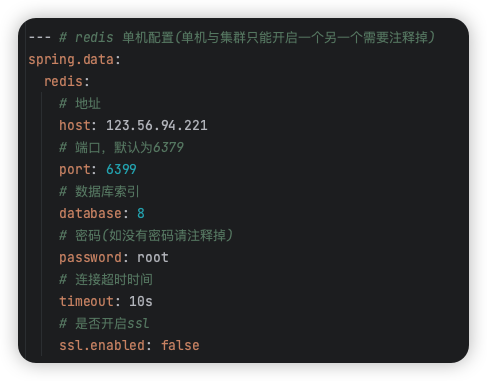 --- # redis 单机配置(单机与集群只能开启一个另一个需要注释掉)
spring.data:
redis:
# 地址
host: 123.56.94.221
# 端口，默认为6379
port: 6399
# 数据库索引
database: 8
# 密码(如没有密码请注释掉)
password: root
# 连接超时时间
timeout: 10s
# 是否开启ssl
ssl.enabled: false